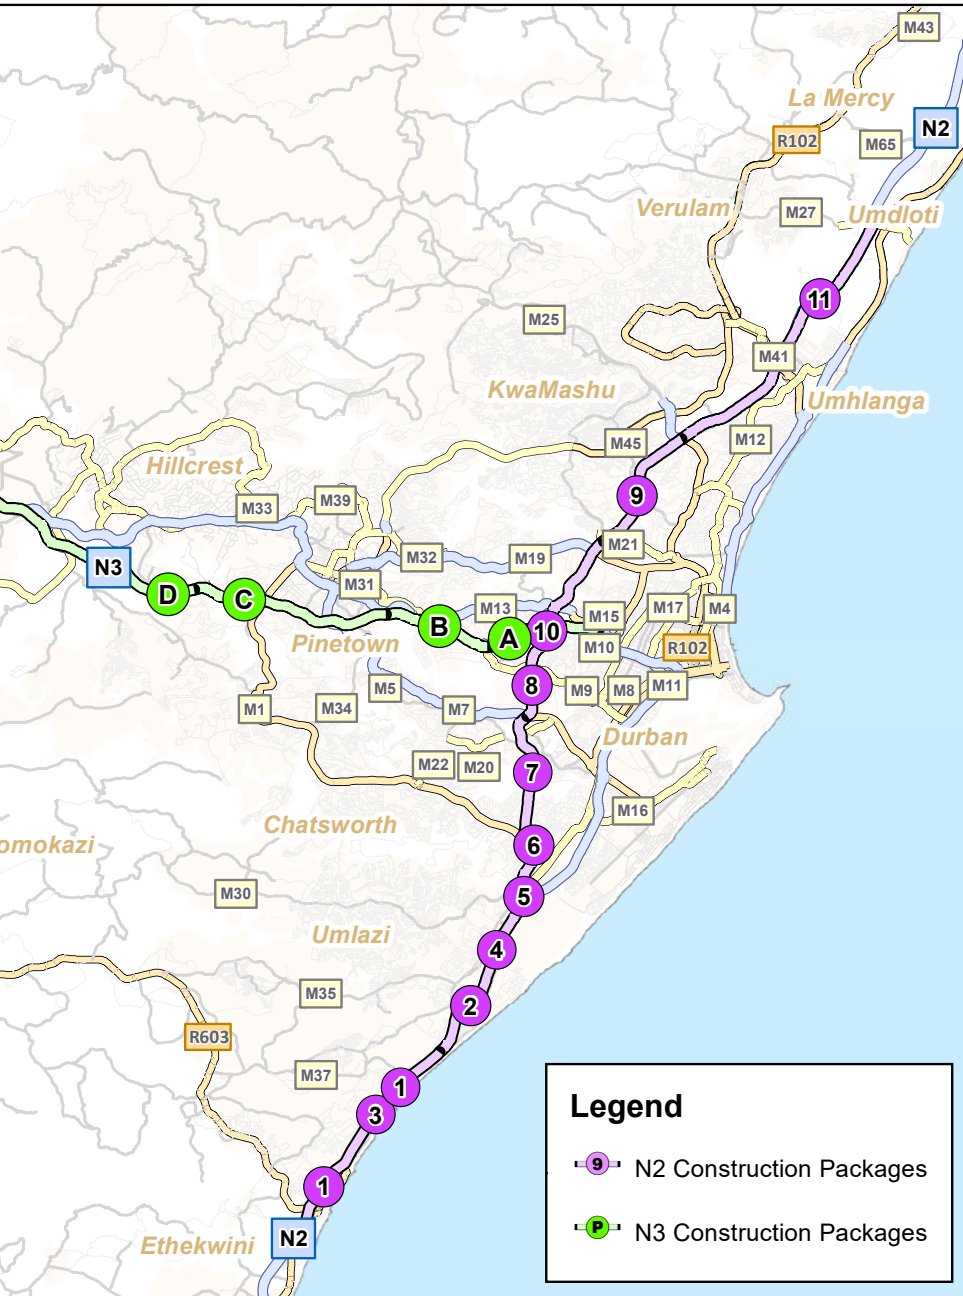 M43
La Mercy
N2
R102
M65
Verulam
M27
Umdloti
11
M25
M41
KwaMashu
Umhlanga
M45
M12
Hillcrest
M39
M33
9
M21
M32
M19
N3
M31
D
C
M13
M15
M17
M4
B
A
10
Pinetown
M10
R102
M5
8
M9
M8
M11
M1
M34
M7
Durban
M22
M20
7
M16
Chatsworth
omokazi
6
M30
5
Umlazi
4
M35
2
R603
M37
1
3
1
Ethekwini
N2
Legend
9 N2 Construction Packages
P N3 Construction Packages